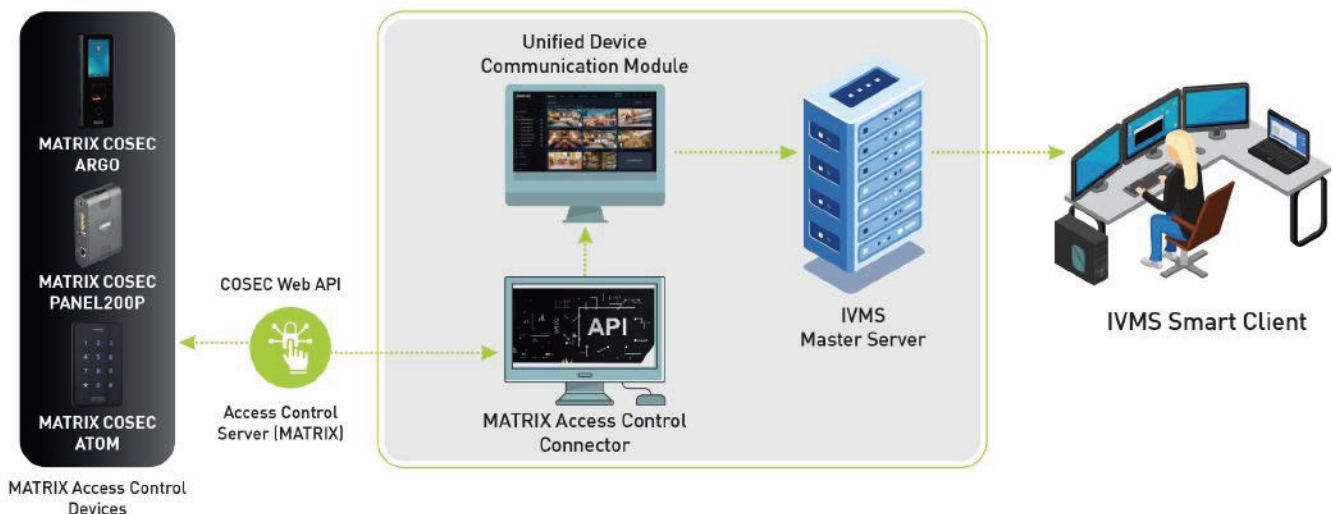 MATRIX COSEC
ARGO
MATRIX COSEC
PANEL200P
MATRIX COSEC
ATOM
MATRIX Access Control
Devices
COSEC Web API
Access Control
Server (MATRIX)
Unified Device
Communication Module
API
MATRIX Access Control
Connector
IVMS
Master Server
IVMS Smart Client